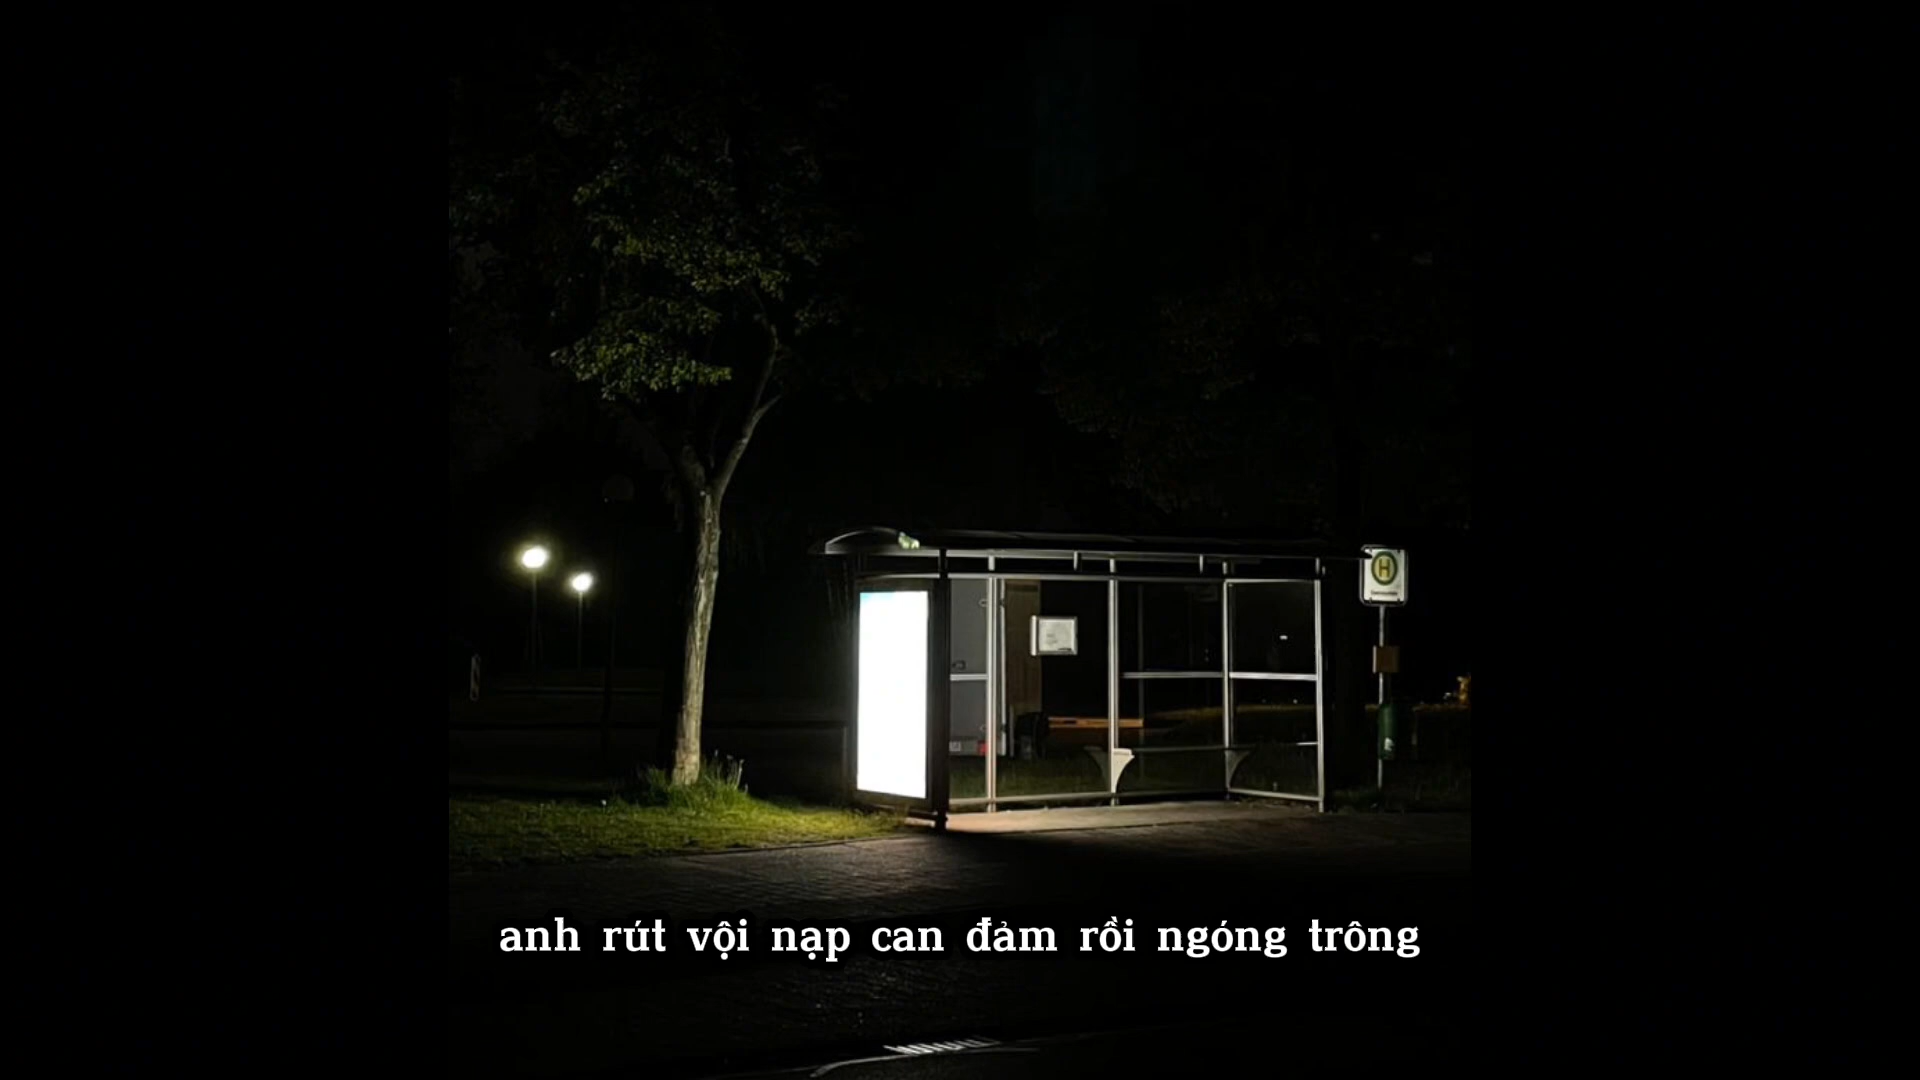 H
anh rút vội nạp can đảm rồi ngóng trông